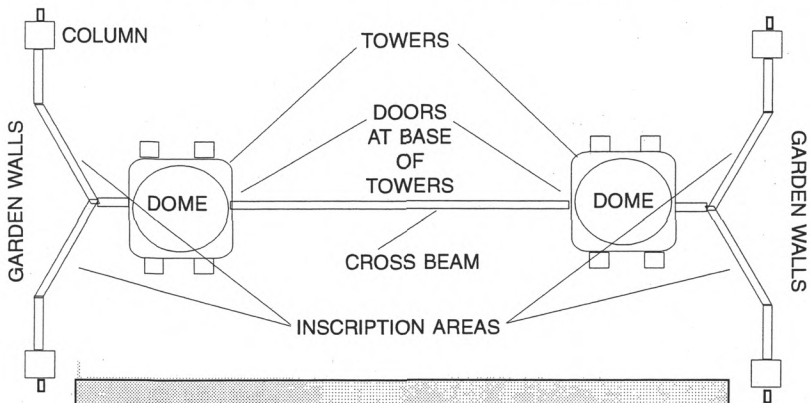 COLUMN
TOWERS
DOORS
AT BASE
OF
TOWERS
GARDEN WALLS
GARDEN WALLS
DOME
DOME
CROSS BEAM
INSCRIPTION AREAS